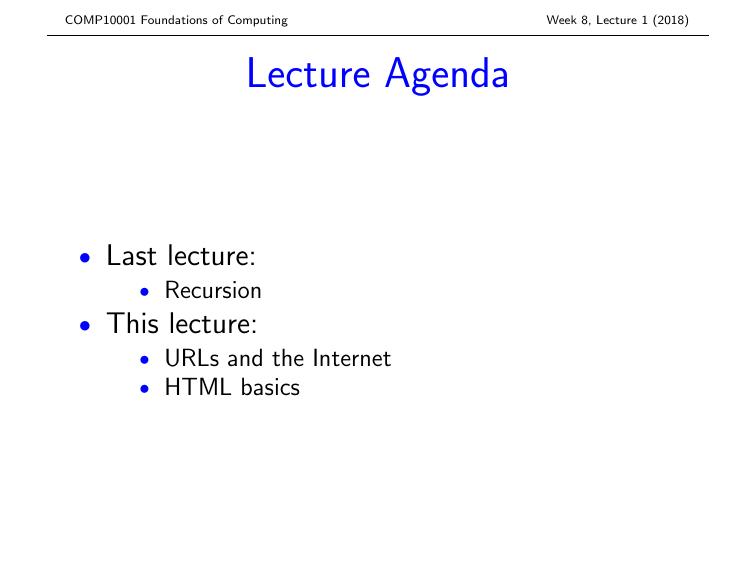 COMP10001 Foundations of Computing Week 8, Lecture 1 (2018)
Lecture Agenda
• Last lecture:
• Recursion
• This lecture:
• URLs and the Internet
• HTML basics